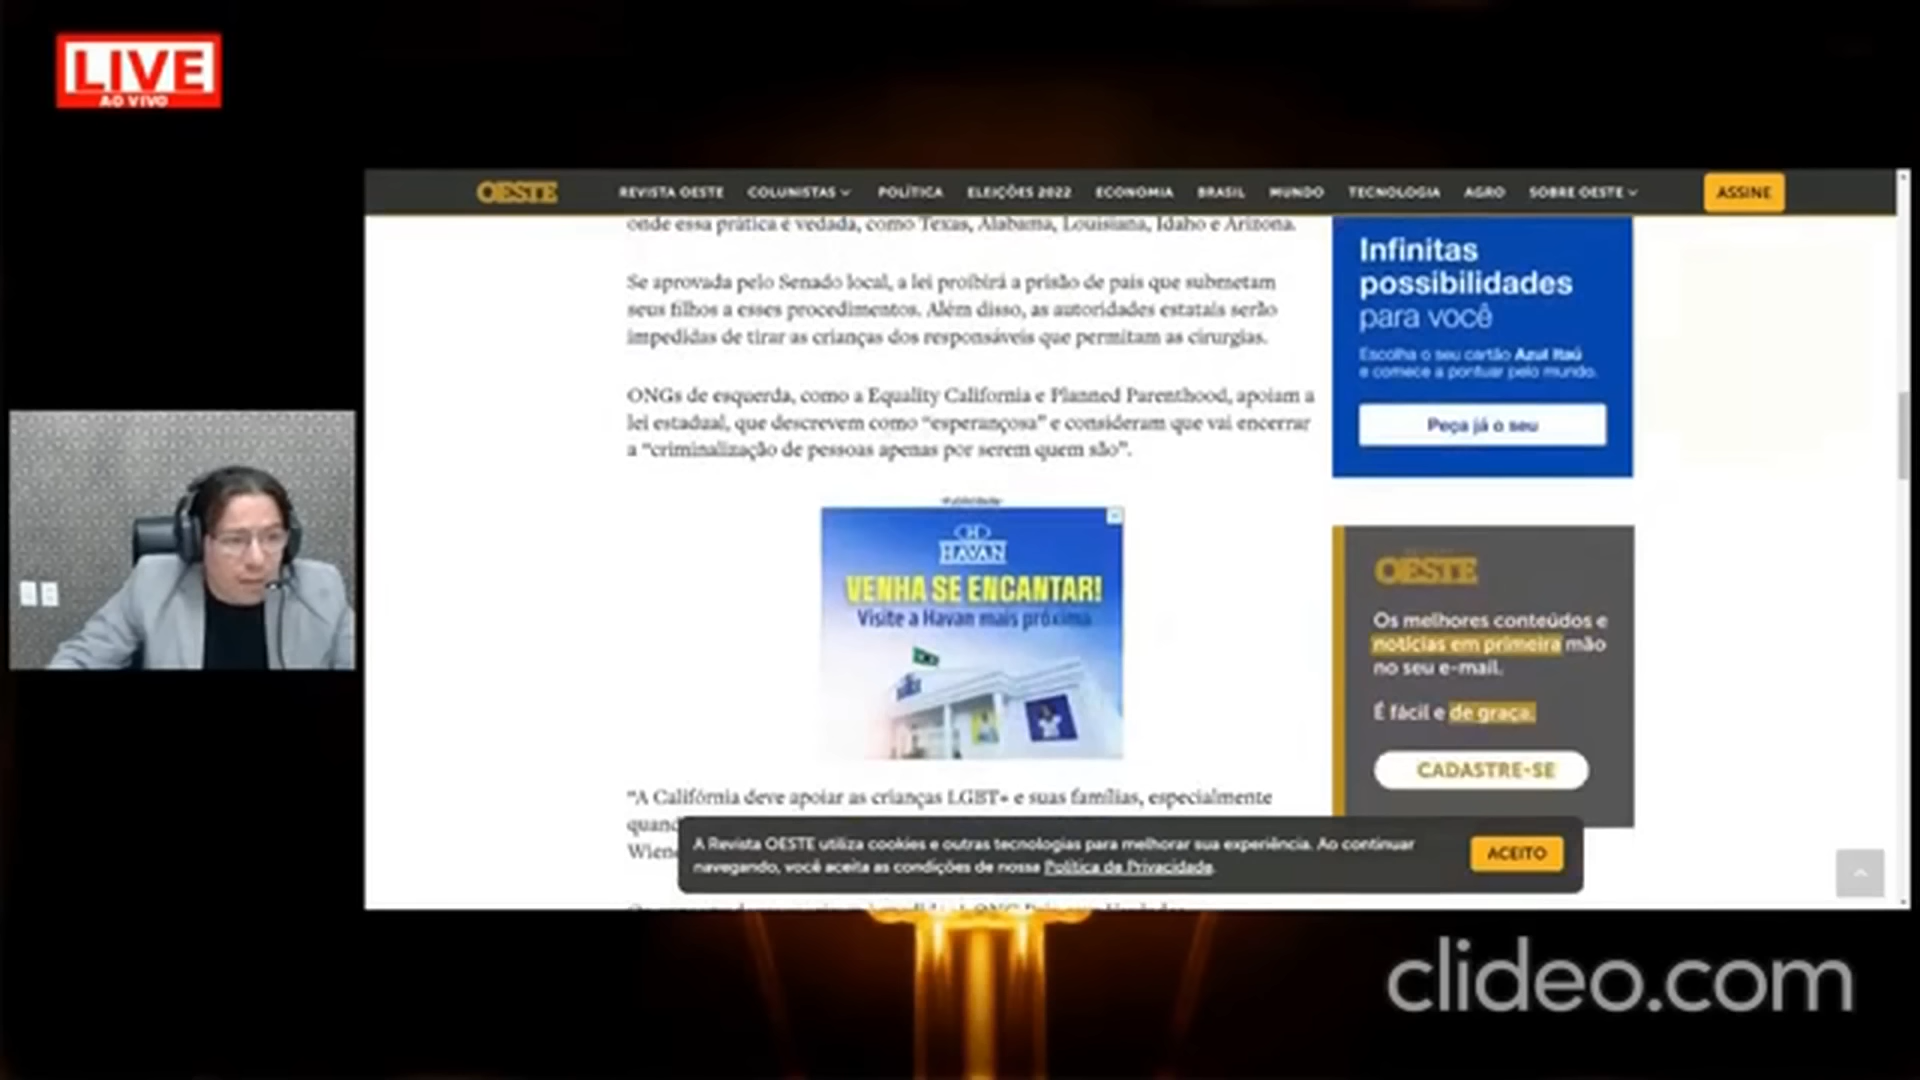 LIVE
AO VIVO
OESTE
REVISTA OESTE COLUNISTAS POLÍTICA ELEIÇÕES 2022 ECONOMIA BRASIL MUNDO TECNOLOGIA AGRO SOBRE OESTE ASSINE
onde essa prática é vedada, como Texas, Alabama, Louisiana, Idaho e Arizona.
Se aprovada pelo Senado local, a lei proibirá a prisão de pais que submetam
seus filhos a esses procedimentos. Além disso, as autoridades estatais serão
impedidas de tirar as crianças dos responsáveis que permitam as cirurgias.
ONGs de esquerda, como a Equality California e Planned Parenthood, apoiam a
lei estadual, que descrevem como “esperançosa” e consideram que vai encerrar
a “criminalização de pessoas apenas por serem quem são”.
Publicidade
HAVAN
VENHA SE ENCANTAR!
Visite a Havan mais próxima
“A Califórnia deve apoiar as crianças LGBT+ e suas famílias, especialmente
quand
Wiene
Infinitas
possibilidades
para você
Escolha o seu cartão Azul Itaú
e comece a pontuar pelo mundo.
Peça já o seu
OESTE
Os melhores conteúdos e
notícias em primeira mão
no seu e-mail.
É fácil e de graça.
CADASTRE-SE
A Revista OESTE utiliza cookies e outras tecnologias para melhorar sua experiência. Ao continuar
navegando, você aceita as condições de nossa Política de Privacidade.
ACEITO
clideo.com